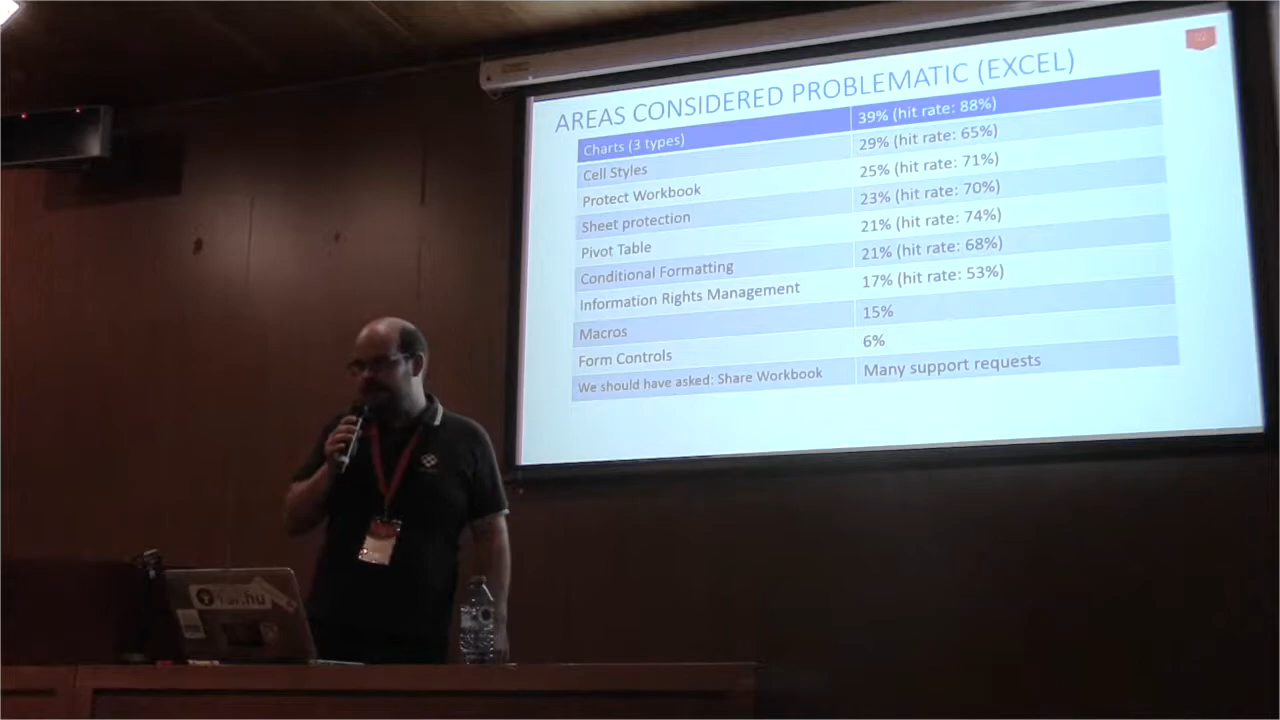 AREAS CONSIDERED PROBLEMATIC (EXCEL)
Charts (3 types) 39% (hit rate: 88%)
Cell Styles 29% (hit rate: 65%)
Protect Workbook 25% (hit rate: 71%)
Sheet protection 23% (hit rate: 70%)
Pivot Table 21% (hit rate: 74%)
Conditional Formatting 21% (hit rate: 68%)
Information Rights Management 17% (hit rate: 53%)
Macros 15%
Form Controls 6%
We should have asked: Share Workbook Many support requests